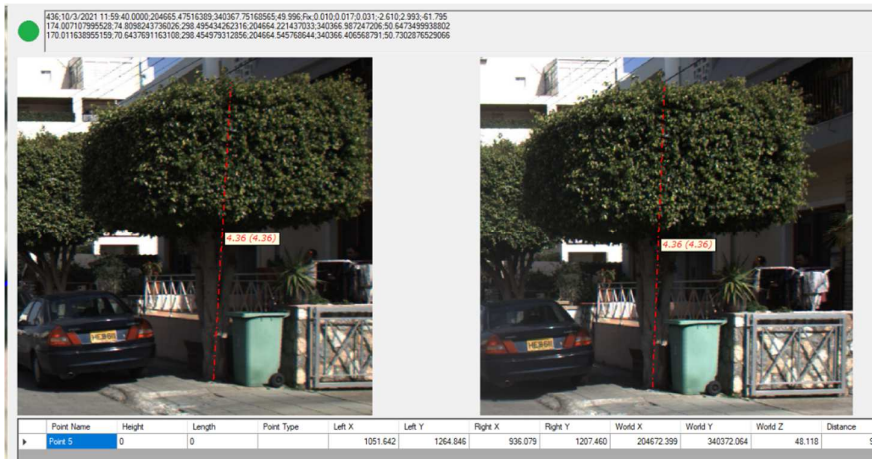 436;10/3/2021 11:59:40.0000;204665.47516389;340367.75168565;49.996;Fix;0.010;0.017;0.031;-2.610;2.993;-61.795
174.007107995528;74.8098243736026;298.495434262316;204664.221437033;340366.987247206;50.6473499938802
170.011638955159;70.6437691163108;298.454979312856;204664.545768644;340366.406568791;50.7302876529066
4.36 (4.36)
4.36 (4.36)
Point Name Height Length Point Type Left X Left Y Right X Right Y World X World Y World Z Distance
Point 5 0 0 1051.642 1264.846 936.079 1207.460 204672.399 340372.064 48.118 9